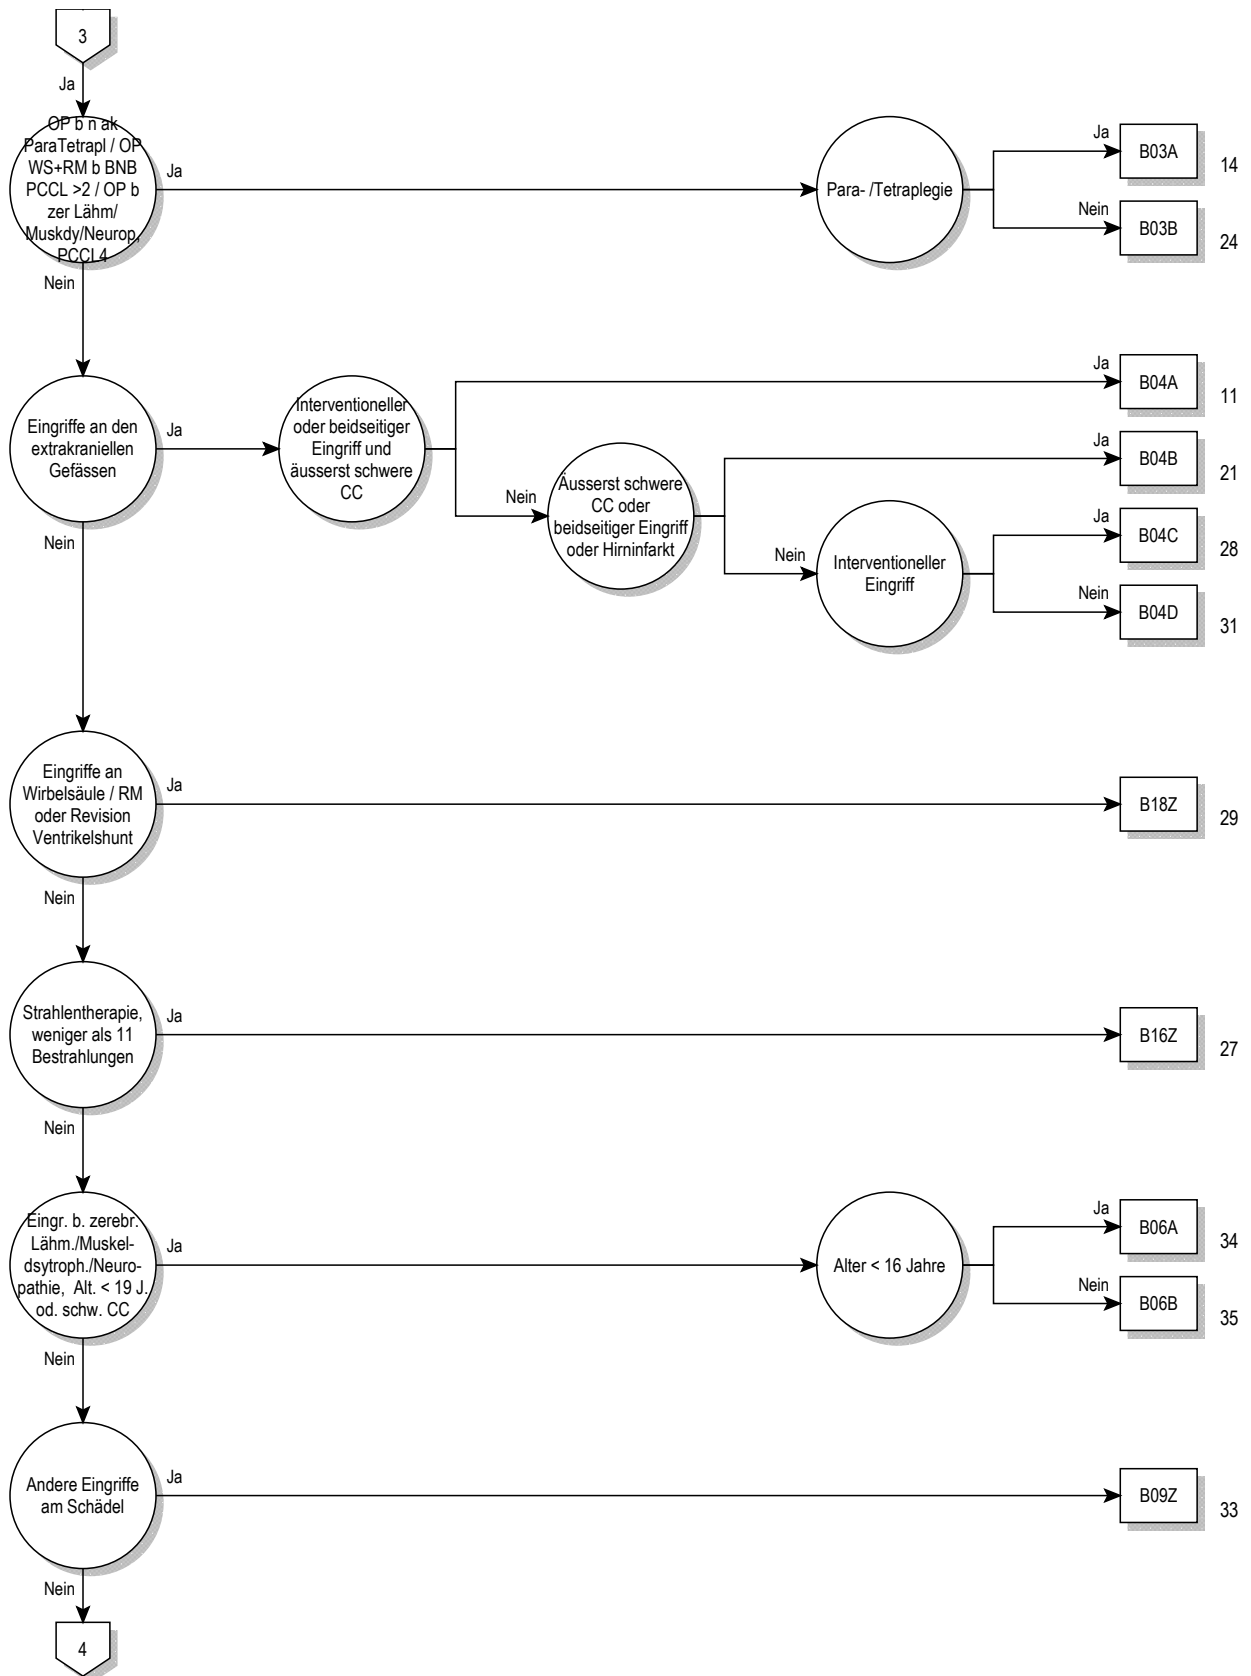 3
Ja
OP b n ak
ParaTetrapl / OP
WS+RM b BNB
PCCL >2 / OP b
zer Lähm/
Muskdy/Neurop,
PCCL4
Ja
Para- /Tetraplegie
Ja
B03A
14
Nein
B03B
24
Nein
Eingriffe an den
extrakraniellen
Gefässen
Ja
Interventioneller
oder beidseitiger
Eingriff und
äusserst schwere
CC
Ja
B04A
11
Nein
Äusserst schwere
CC oder
beidseitiger Eingriff
oder Hirninfarkt
Ja
B04B
21
Nein
Interventioneller
Eingriff
Ja
B04C
28
Nein
B04D
31
Nein
Eingriffe an
Wirbelsäule / RM
oder Revision
Ventrikelshunt
Ja
B18Z
29
Nein
Strahlentherapie,
weniger als 11
Bestrahlungen
Ja
B16Z
27
Nein
Eingr. b. zerebr.
Lähm./Muskel-
dsytroph./Neuro-
pathie,  Alt. < 19 J.
od. schw. CC
Ja
Alter < 16 Jahre
Ja
B06A
34
Nein
B06B
35
Nein
Andere Eingriffe
am Schädel
Ja
B09Z
33
Nein
4